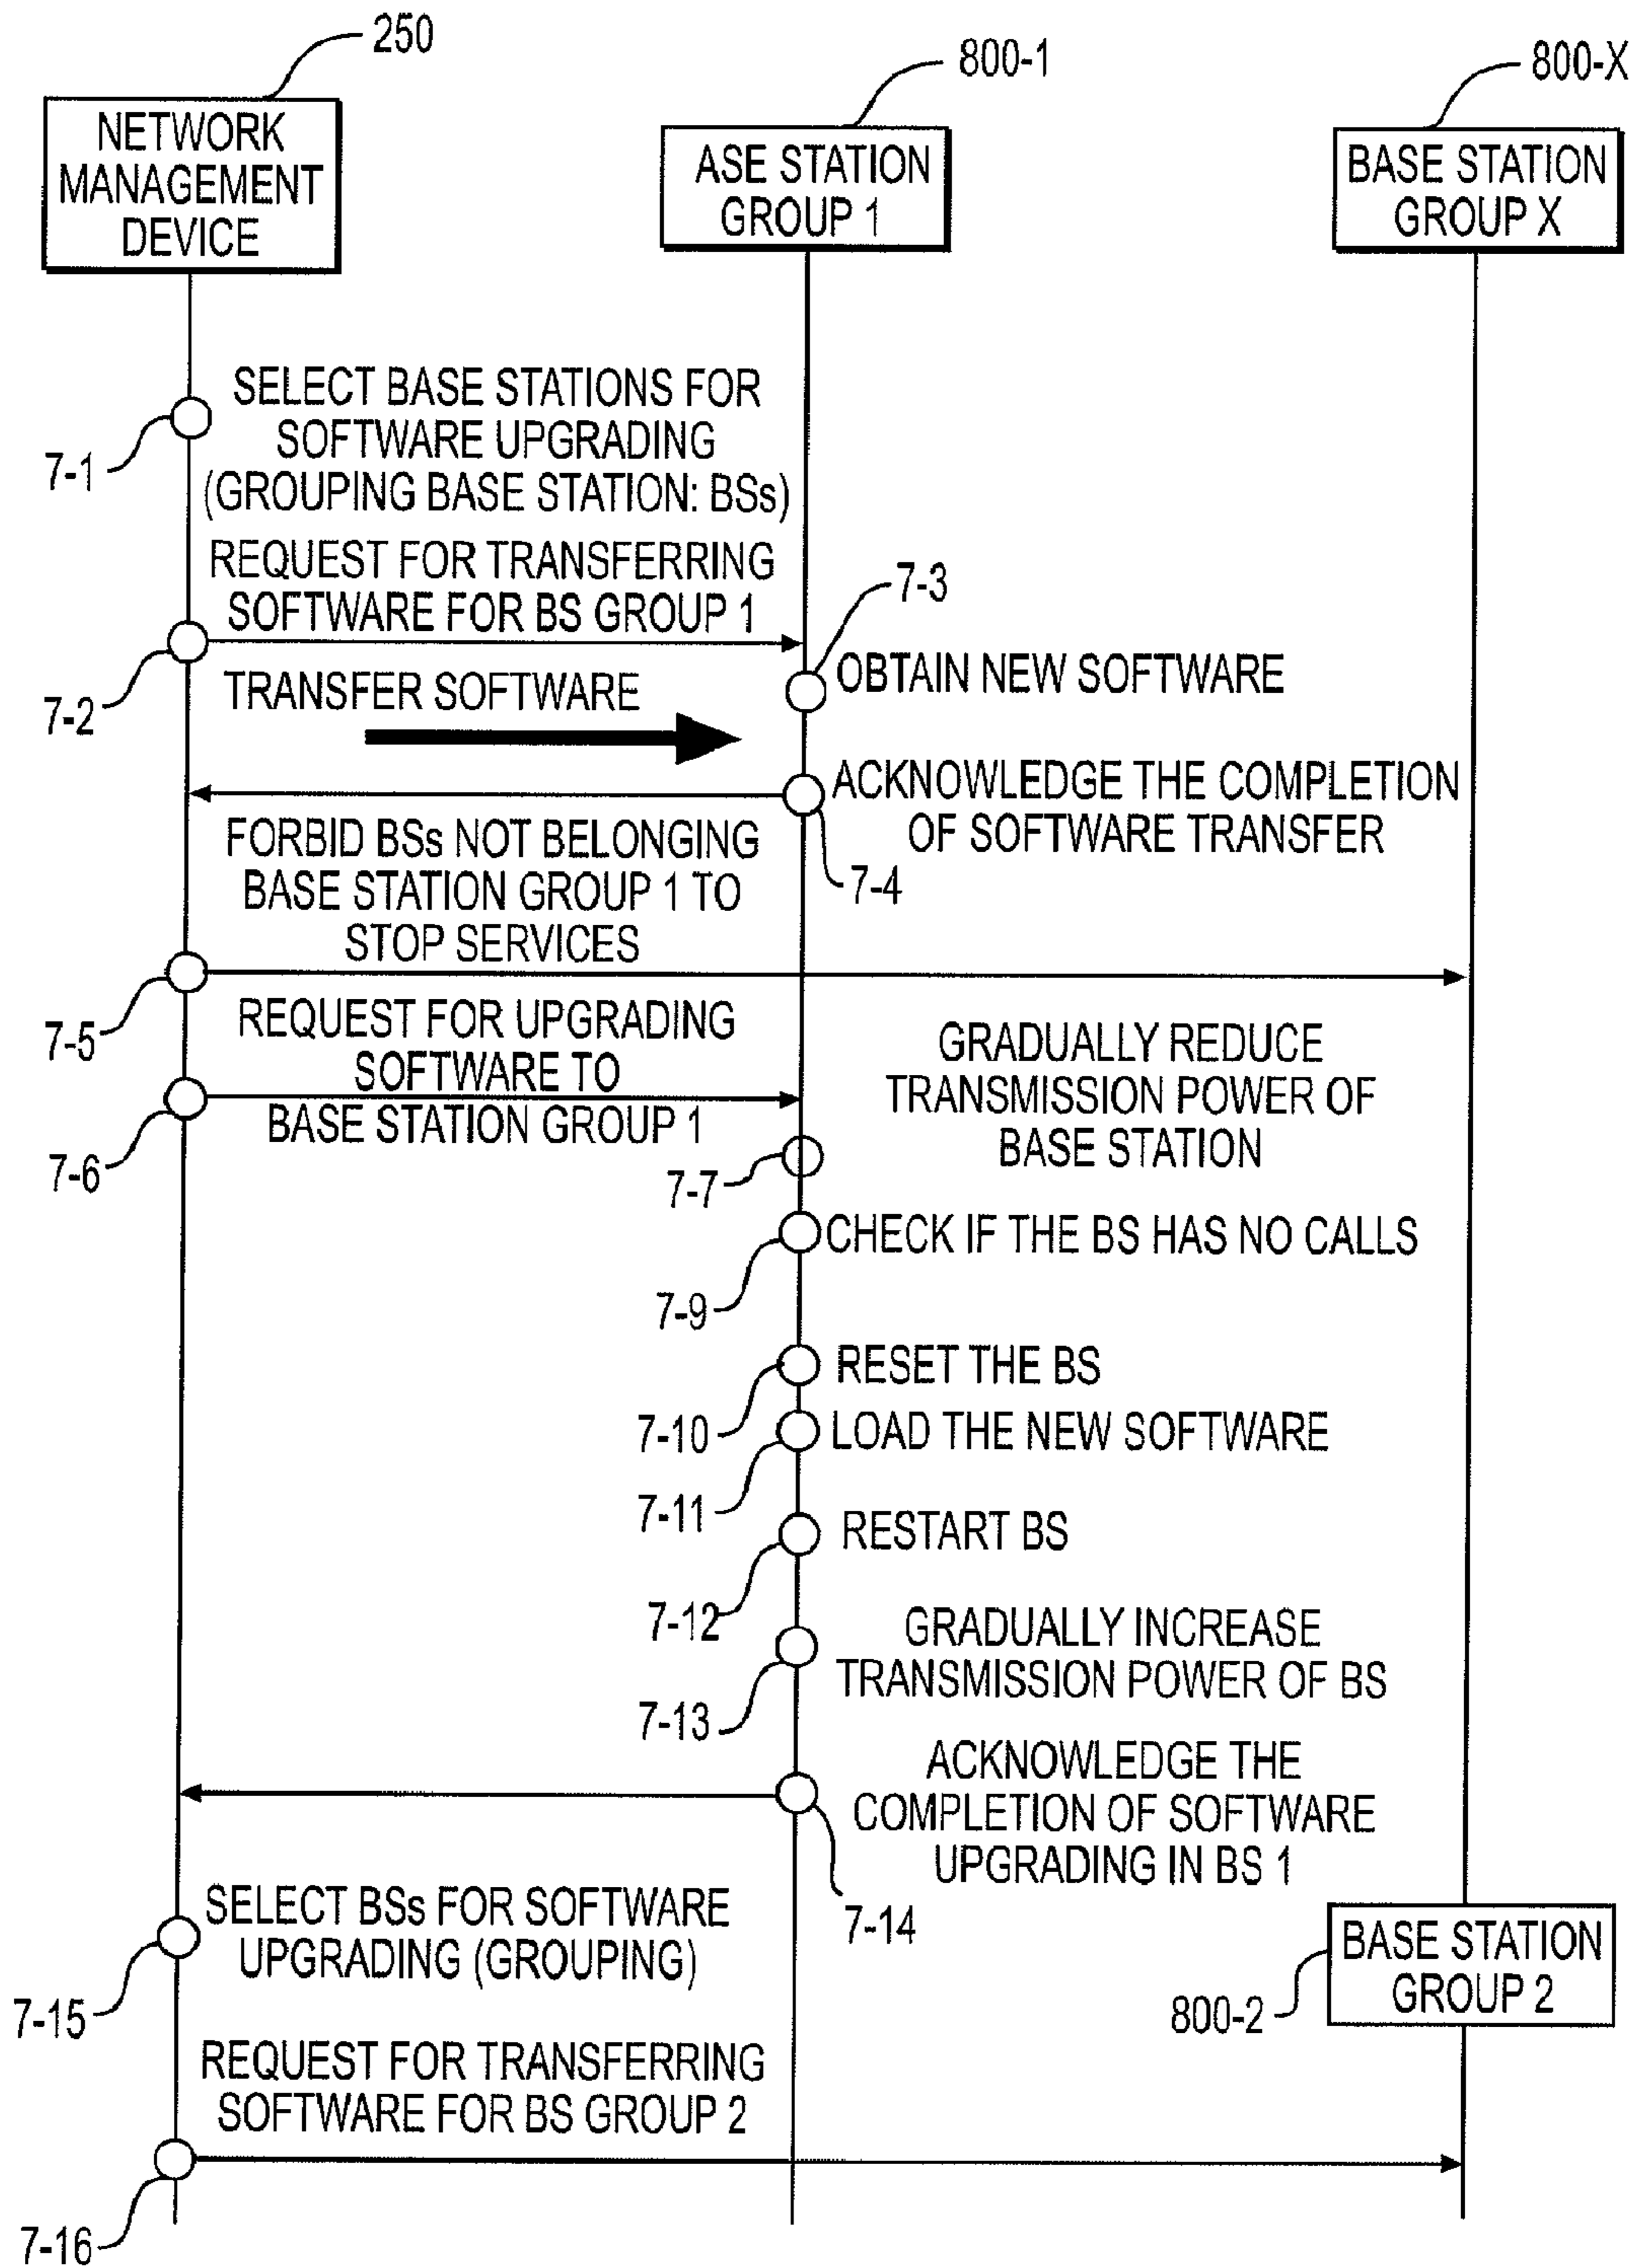 250
800-1
800-X
NETWORK
MANAGEMENT
DEVICE
ASE STATION
GROUP 1
BASE STATION
GROUP X
SELECT BASE STATIONS FOR
SOFTWARE UPGRADING
(GROUPING BASE STATION: BSs)
7-1
REQUEST FOR TRANSFERRING
SOFTWARE FOR BS GROUP 1
7-2
7-3
OBTAIN NEW SOFTWARE
TRANSFER SOFTWARE
ACKNOWLEDGE THE COMPLETION
OF SOFTWARE TRANSFER
7-4
FORBID BSs NOT BELONGING
BASE STATION GROUP 1 TO
STOP SERVICES
7-5
REQUEST FOR UPGRADING
SOFTWARE TO
BASE STATION GROUP 1
7-6
GRADUALLY REDUCE
TRANSMISSION POWER OF
BASE STATION
7-7
CHECK IF THE BS HAS NO CALLS
7-9
RESET THE BS
7-10
LOAD THE NEW SOFTWARE
7-11
RESTART BS
7-12
GRADUALLY INCREASE
TRANSMISSION POWER OF BS
7-13
ACKNOWLEDGE THE
COMPLETION OF SOFTWARE
UPGRADING IN BS 1
7-14
SELECT BSs FOR SOFTWARE
UPGRADING (GROUPING)
7-15
BASE STATION
GROUP 2
800-2
REQUEST FOR TRANSFERRING
SOFTWARE FOR BS GROUP 2
7-16